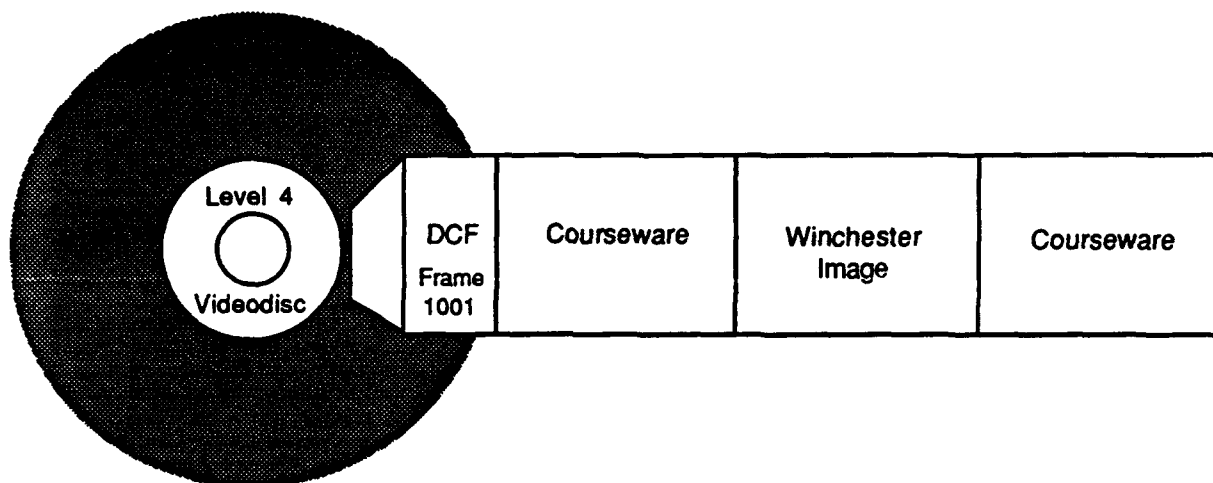 Level 4
Videodisc
DCF
Frame
1001
Courseware
Winchester
Image
Courseware